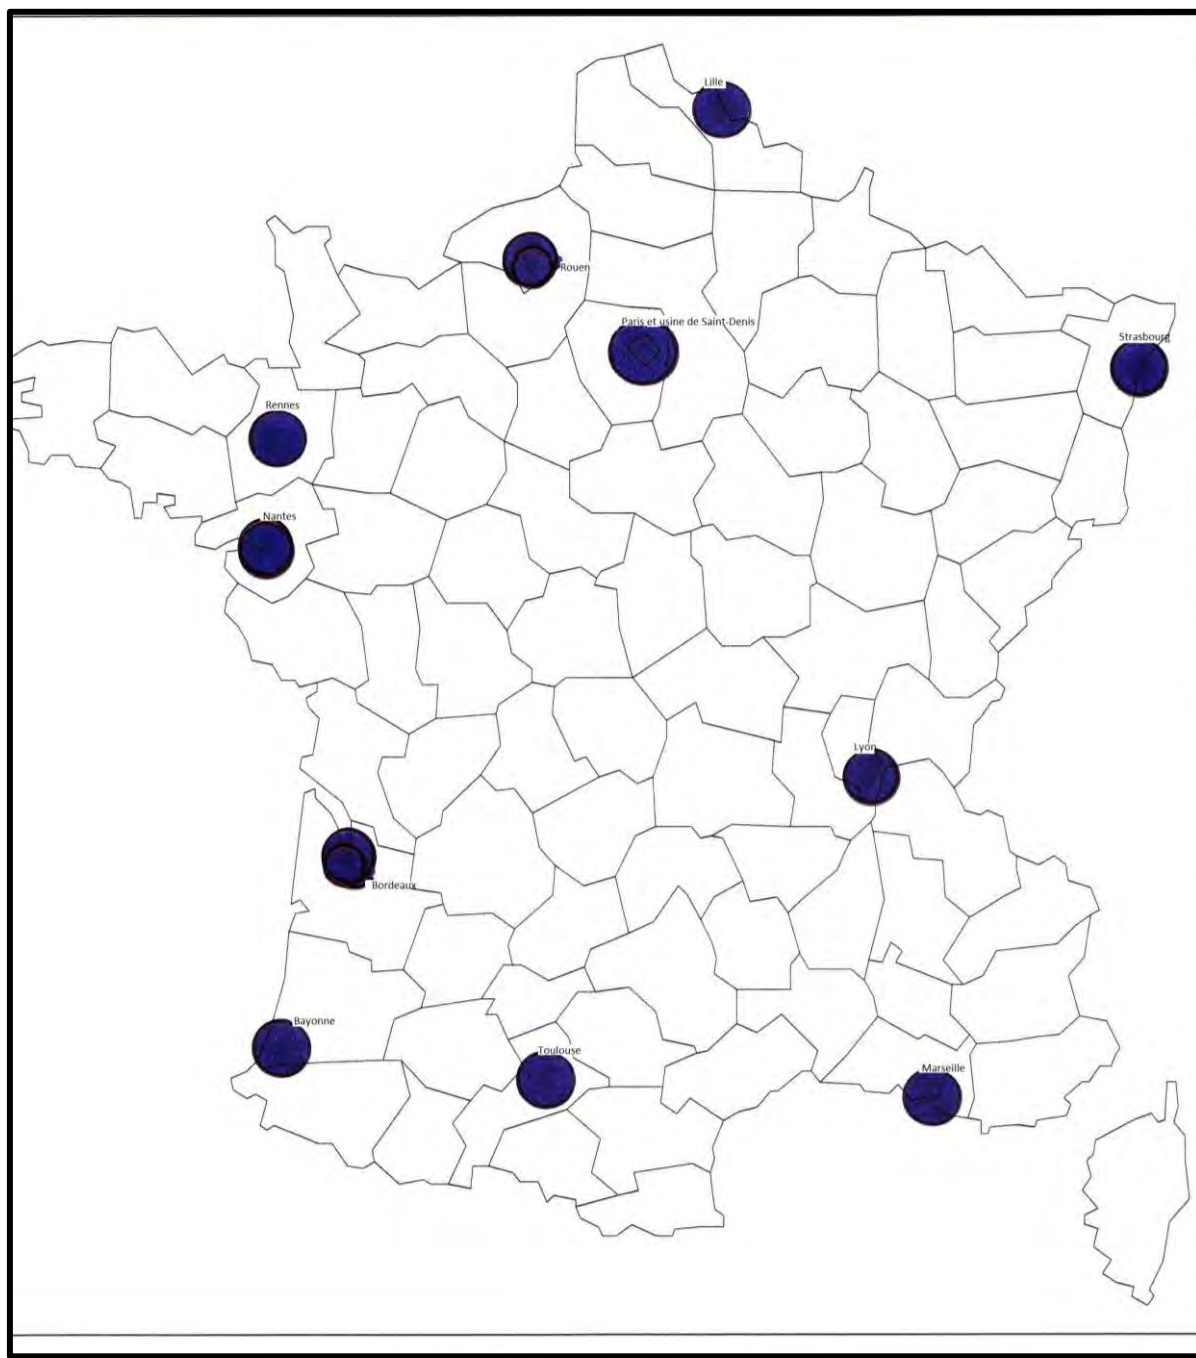 Lille
Rouen
Paris et usine de Saint-Denis
Strasbourg
Rennes
Nantes
Lyon
Bordeaux
Bayonne
Toulouse
Marseille